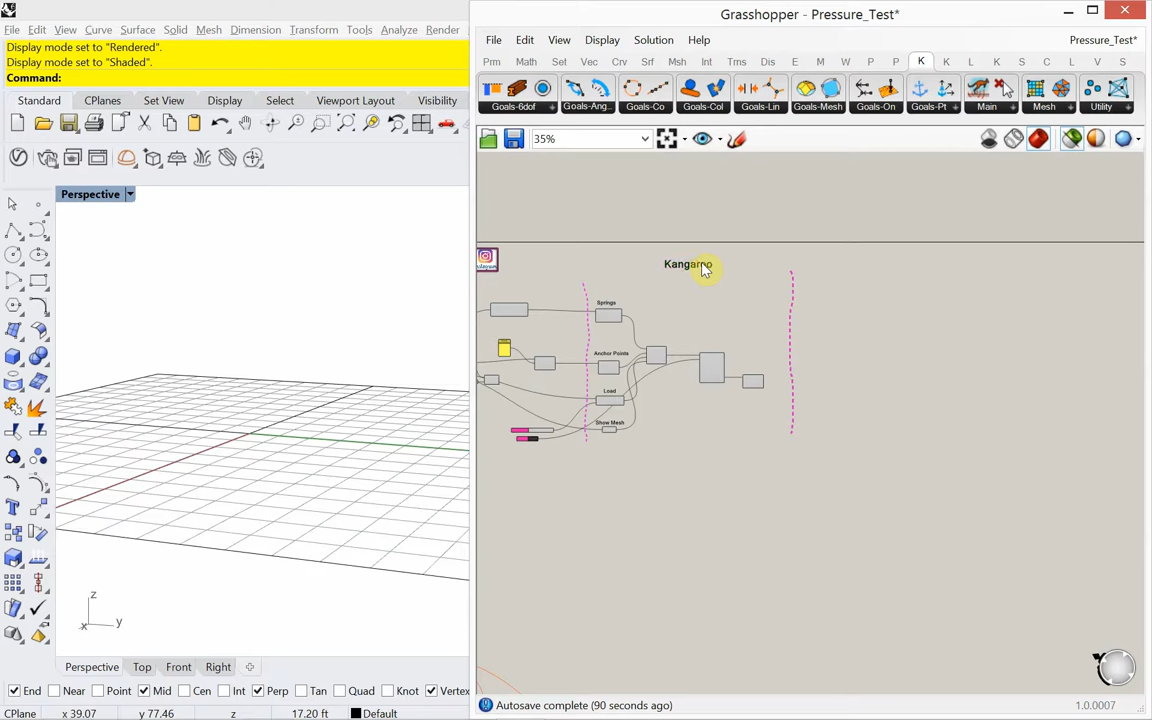 Grasshopper - Pressure_Test*
File Edit View Curve Surface Solid Mesh Dimension Transform Tools Analyze Render
File Edit View Display Solution Help
Pressure_Test*
Display mode set to "Rendered".
Display mode set to "Shaded".
Command:
Prm Math Set Vec Crv Srf Msh Int Trns Dis E M W P P K K L K S C L V S
Standard CPlanes Set View Display Select Viewport Layout Visibility
Goals-6dof Goals-Ang... Goals-Co Goals-Col Goals-Lin Goals-Mesh Goals-On Goals-Pt Main Mesh Utility
35%
Perspective
Kangaroo
Springs
Anchor Points
Load
Show Mesh
z
x y
Perspective Top Front Right
End Near Point Mid Cen Int Perp Tan Quad Knot Vertex
Autosave complete (90 seconds ago)
1.0.0007
CPlane x 39.07 y 77.46 z 17.20 ft Default